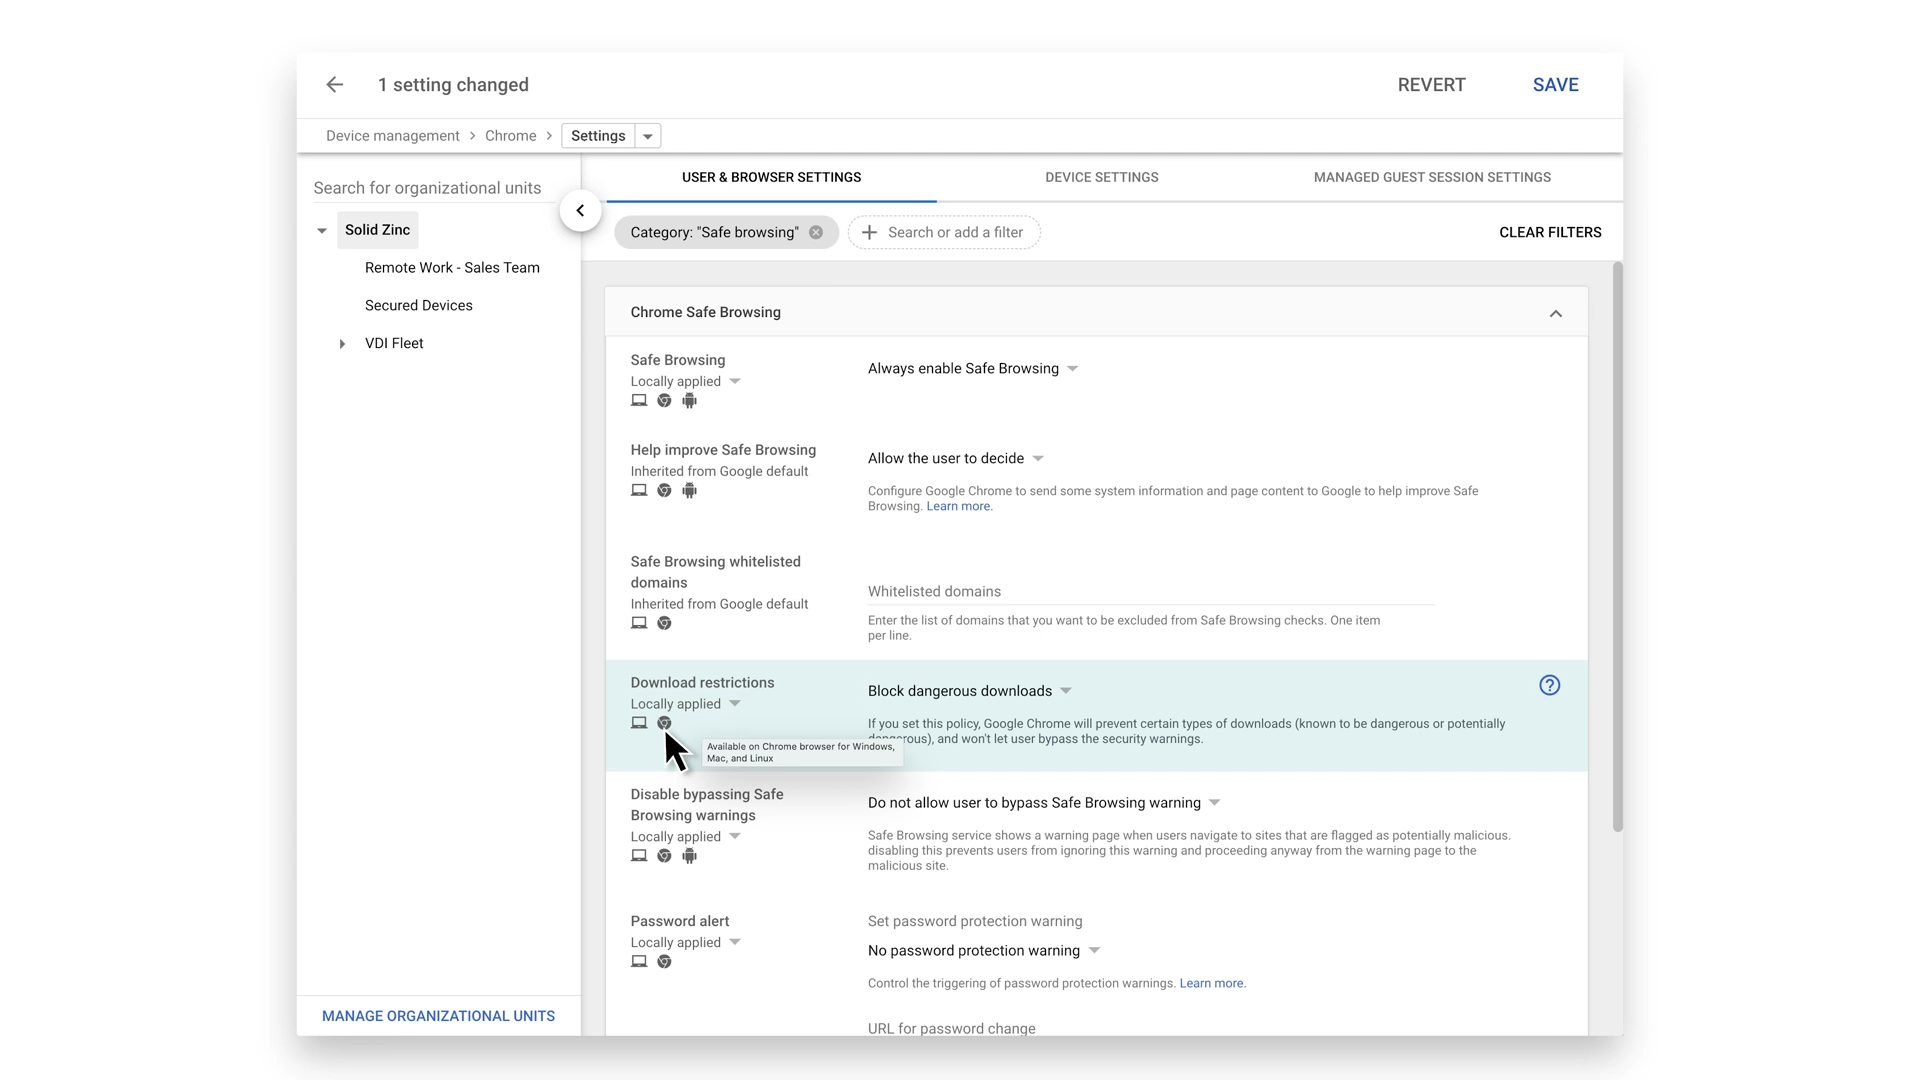 1 setting changed
REVERT
SAVE
Device management > Chrome > Settings
Search for organizational units
Solid Zinc
Remote Work - Sales Team
Secured Devices
VDI Fleet
MANAGE ORGANIZATIONAL UNITS
USER & BROWSER SETTINGS
DEVICE SETTINGS
MANAGED GUEST SESSION SETTINGS
Category: "Safe browsing"
Search or add a filter
CLEAR FILTERS
Chrome Safe Browsing
Safe Browsing
Locally applied
Always enable Safe Browsing
Help improve Safe Browsing
Inherited from Google default
Allow the user to decide
Configure Google Chrome to send some system information and page content to Google to help improve Safe
Browsing. Learn more.
Safe Browsing whitelisted
domains
Inherited from Google default
Whitelisted domains
Enter the list of domains that you want to be excluded from Safe Browsing checks. One item
per line.
Download restrictions
Locally applied
Block dangerous downloads
If you set this policy, Google Chrome will prevent certain types of downloads (known to be dangerous or potentially
dangerous), and won't let user bypass the security warnings.
Available on Chrome browser for Windows,
Mac, and Linux
Disable bypassing Safe
Browsing warnings
Locally applied
Do not allow user to bypass Safe Browsing warning
Safe Browsing service shows a warning page when users navigate to sites that are flagged as potentially malicious.
disabling this prevents users from ignoring this warning and proceeding anyway from the warning page to the
malicious site.
Password alert
Locally applied
Set password protection warning
No password protection warning
Control the triggering of password protection warnings. Learn more.
URL for password change